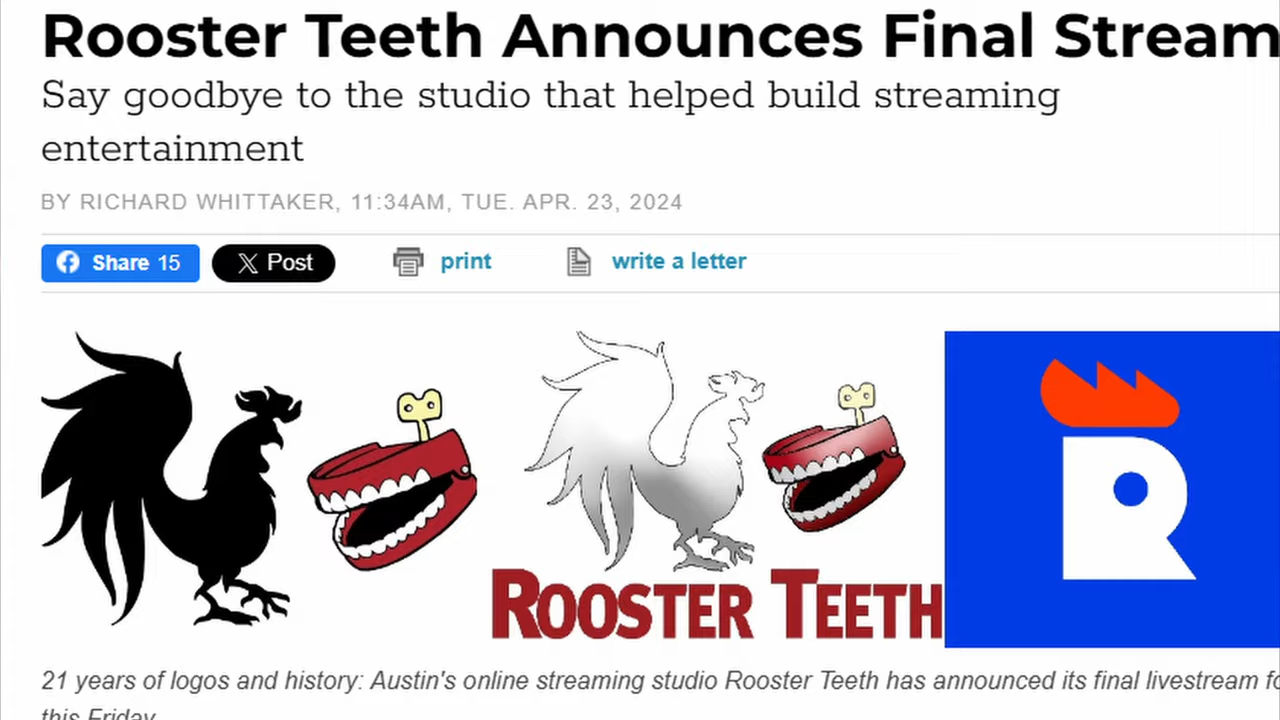 Rooster Teeth Announces Final Stream
Say goodbye to the studio that helped build streaming
entertainment
BY RICHARD WHITTAKER, 11:34AM, TUE. APR. 23, 2024
Share 15 X Post print write a letter
ROOSTER TEETH
R
21 years of logos and history: Austin's online streaming studio Rooster Teeth has announced its final livestream fo
this Friday